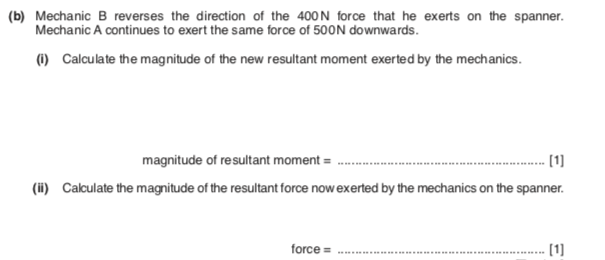 (b) Mechanic B reverses the direction of the 400 N force that he exerts on the spanner.
Mechanic A continues to exert the same force of 500 N downwards.
(i) Calculate the magnitude of the new resultant moment exerted by the mechanics.
magnitude of resultant moment = ............................................................ [1]
(ii) Calculate the magnitude of the resultant force now exerted by the mechanics on the spanner.
force = ............................................................ [1]